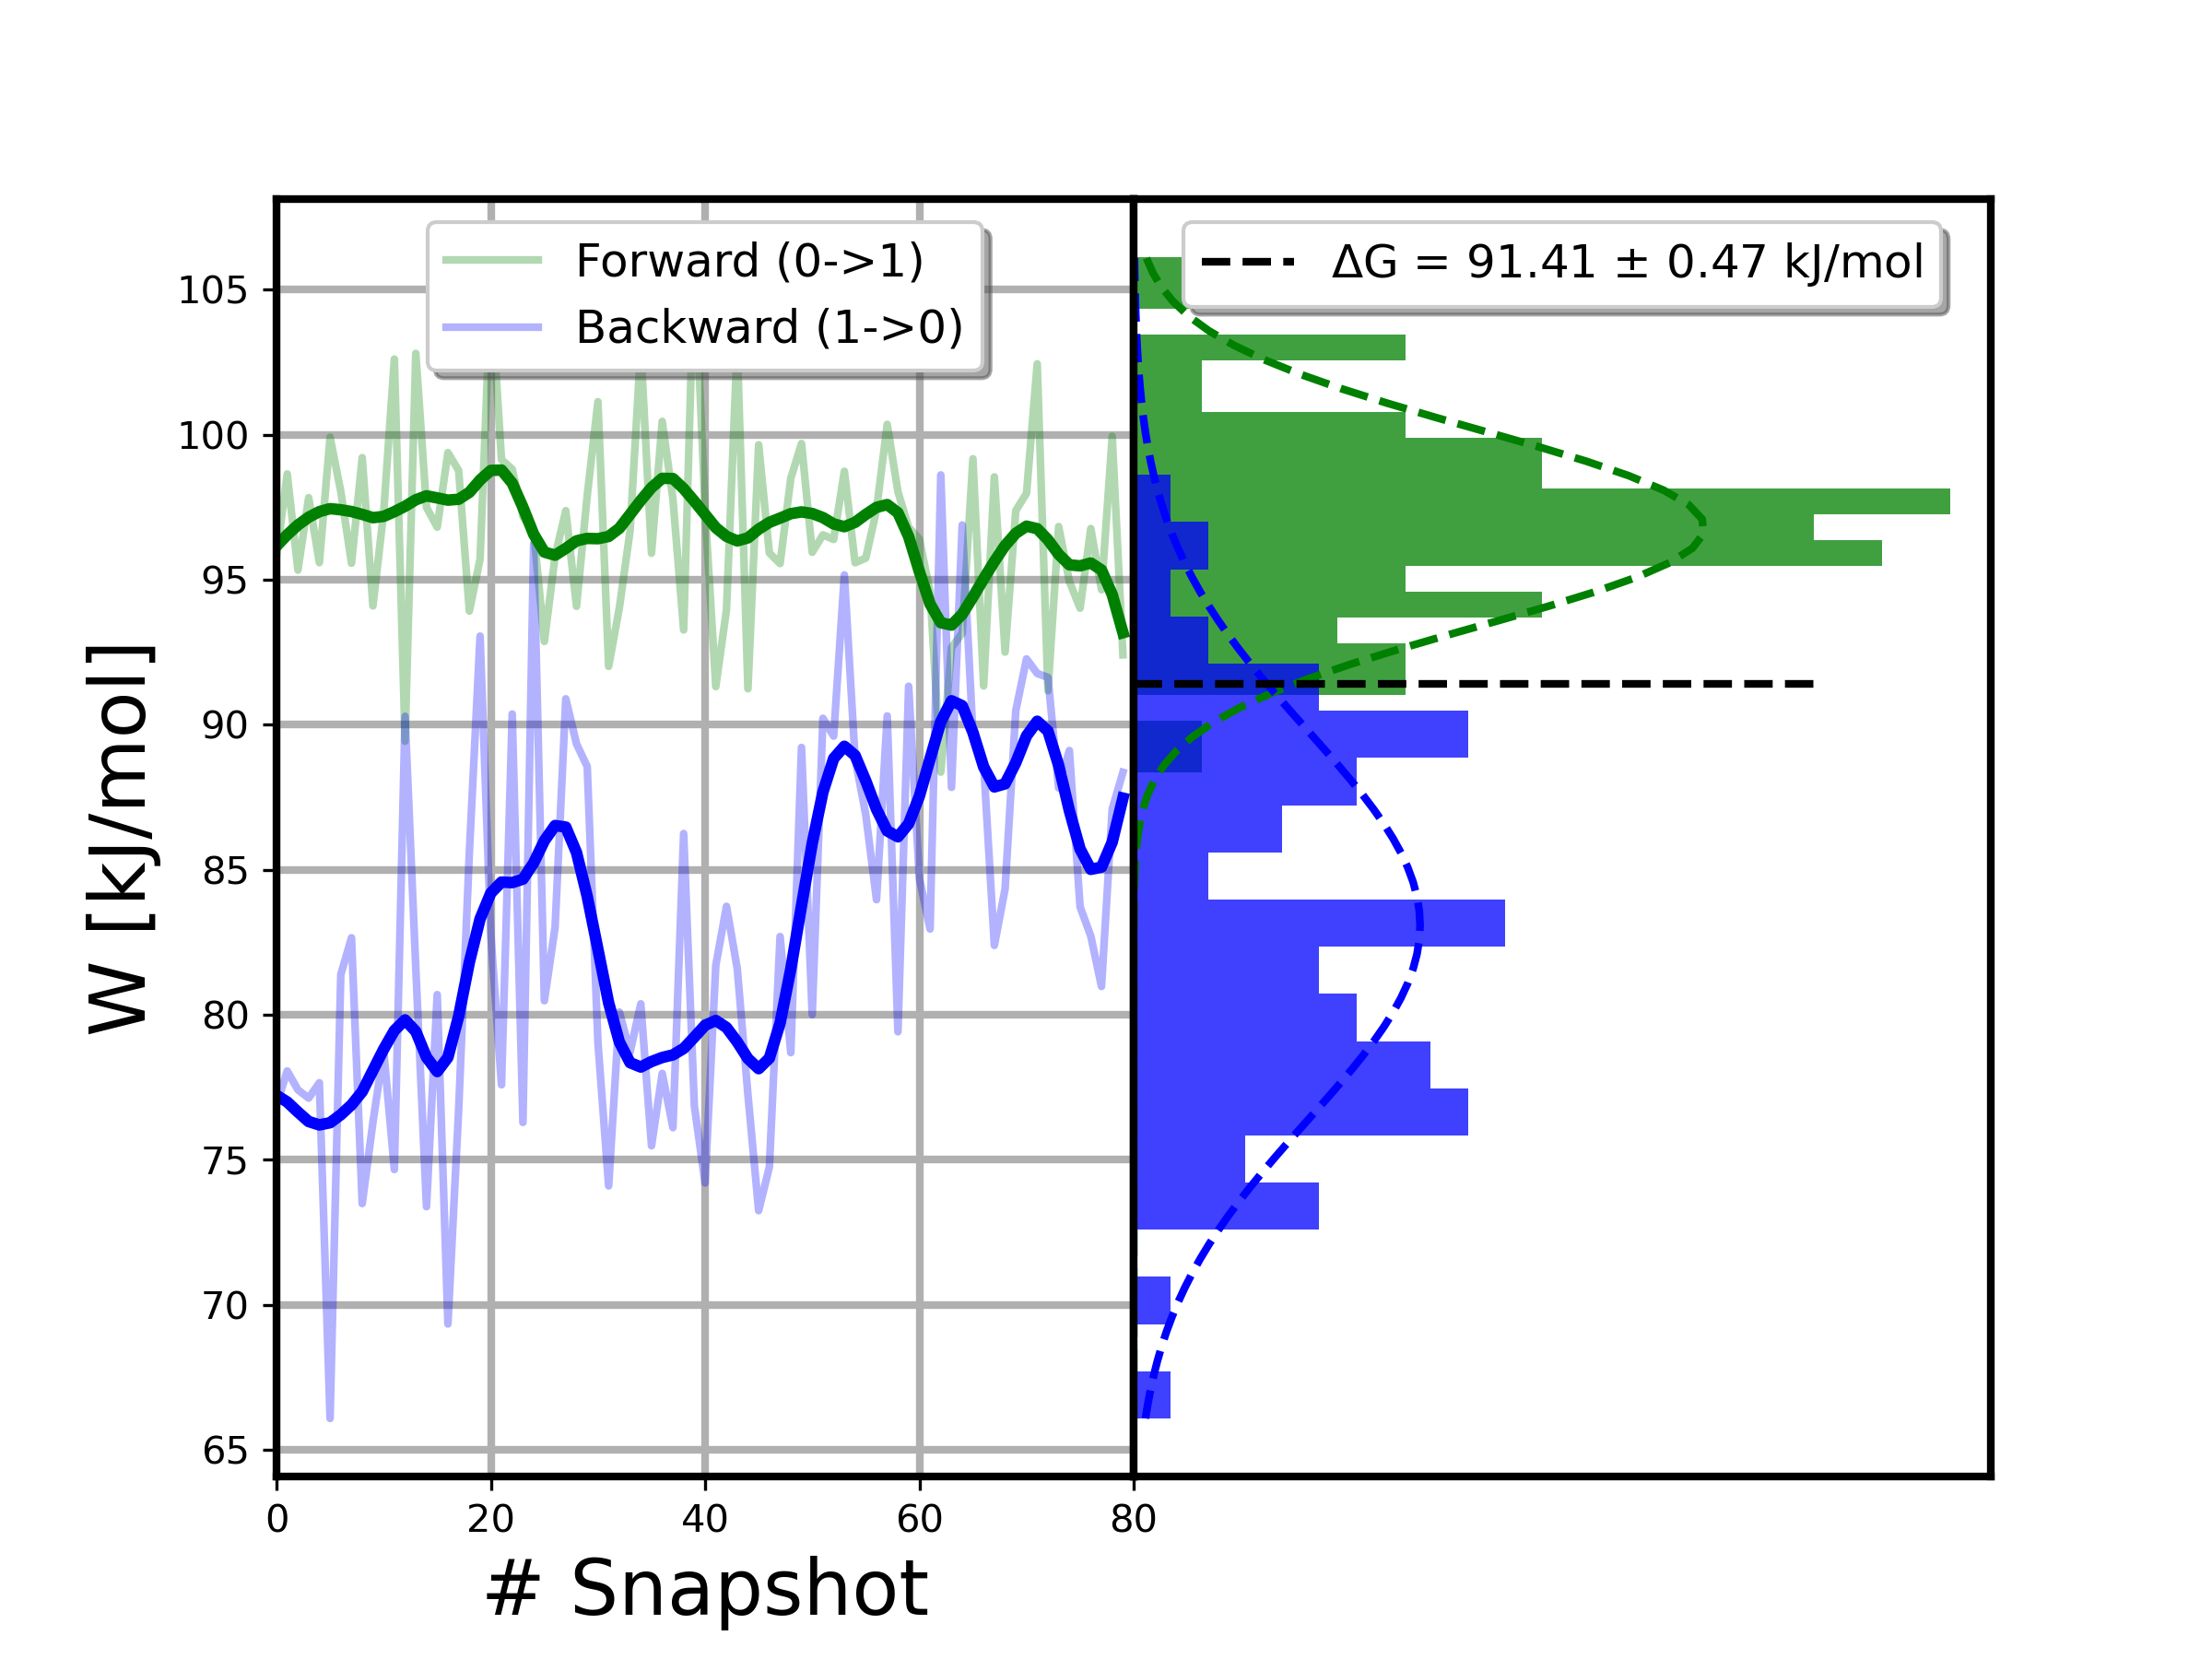 Forward (0->1)
Backward (1->0)
ΔG = 91.41 ± 0.47 kJ/mol
W [kJ/mol]
105
100
95
90
85
80
75
70
65
0 20 40 60 80
# Snapshot